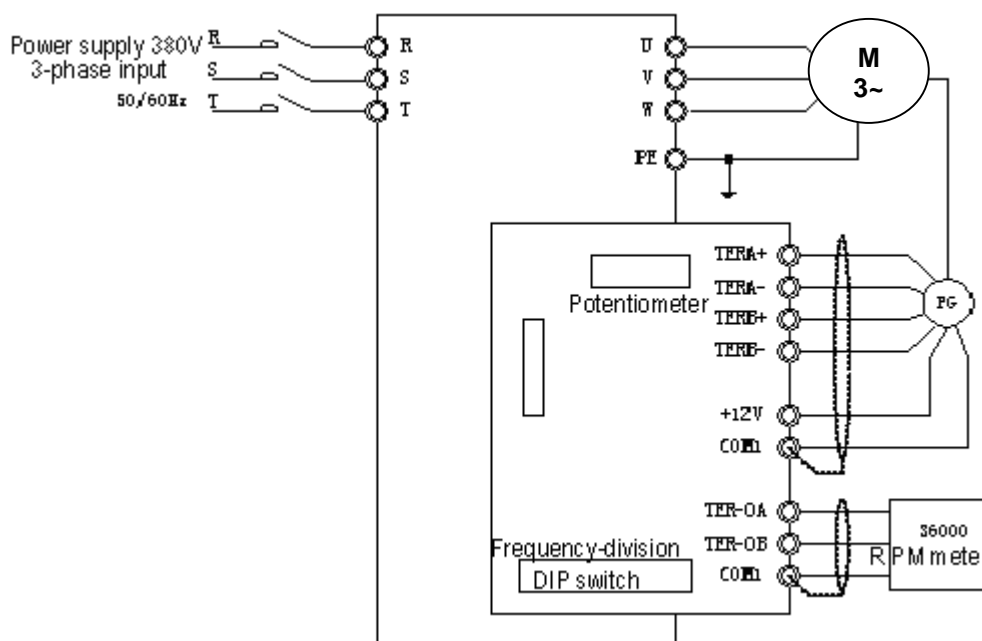 Power supply 380V
3-phase input
50/60Hz
R
S
T
R
S
T
U
V
W
PE
M
3~
TERA+
TERA-
TERB+
TERB-
+12V
COM1
PG
Potentiometer
TER-OA
TER-OB
COM1
S6000
RPM mete
Frequency-division
DIP switch